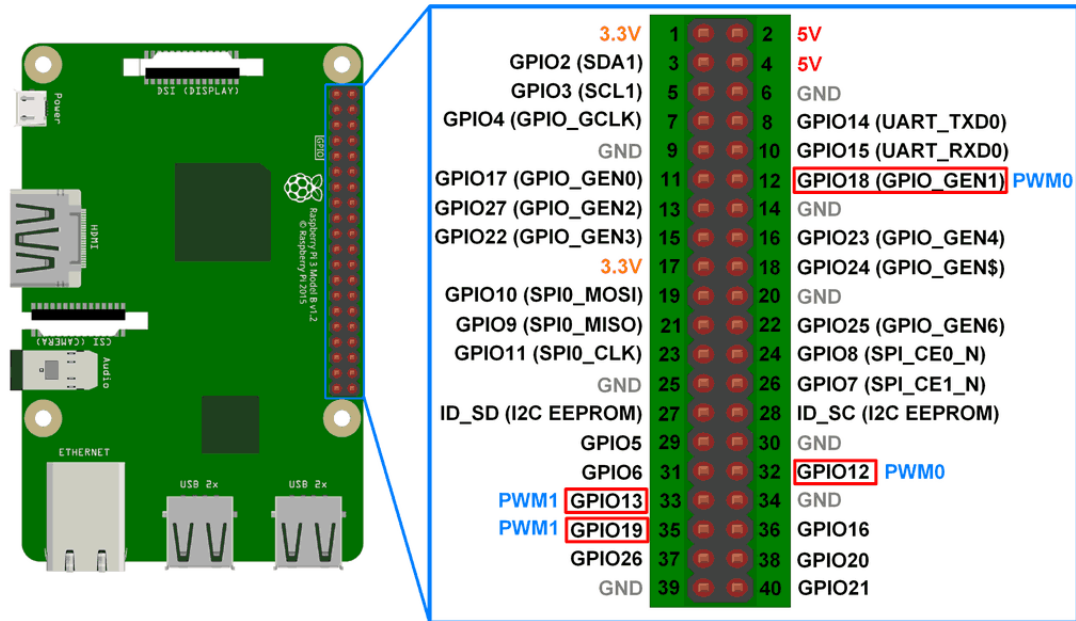 DSI (DISPLAY)
Power
GPIO
HDMI
Raspberry Pi 3 Model B v1.2
© Raspberry Pi 2015
CSI (CAMERA)
Audio
ETHERNET
USB 2x
USB 2x
3.3V 1 2 5V
GPIO2 (SDA1) 3 4 5V
GPIO3 (SCL1) 5 6 GND
GPIO4 (GPIO_GCLK) 7 8 GPIO14 (UART_TXD0)
GND 9 10 GPIO15 (UART_RXD0)
GPIO17 (GPIO_GEN0) 11 12 GPIO18 (GPIO_GEN1) PWM0
GPIO27 (GPIO_GEN2) 13 14 GND
GPIO22 (GPIO_GEN3) 15 16 GPIO23 (GPIO_GEN4)
3.3V 17 18 GPIO24 (GPIO_GEN$)
GPIO10 (SPI0_MOSI) 19 20 GND
GPIO9 (SPI0_MISO) 21 22 GPIO25 (GPIO_GEN6)
GPIO11 (SPI0_CLK) 23 24 GPIO8 (SPI_CE0_N)
GND 25 26 GPIO7 (SPI_CE1_N)
ID_SD (I2C EEPROM) 27 28 ID_SC (I2C EEPROM)
GPIO5 29 30 GND
GPIO6 31 32 GPIO12 PWM0
PWM1 GPIO13 33 34 GND
PWM1 GPIO19 35 36 GPIO16
GPIO26 37 38 GPIO20
GND 39 40 GPIO21